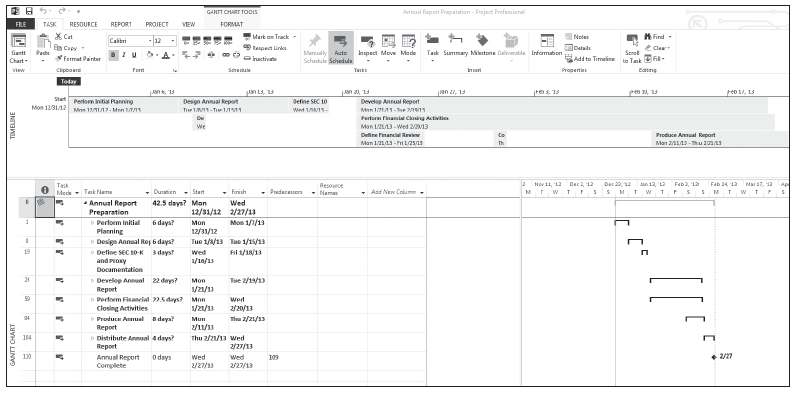 GANTT CHART TOOLS
Annual Report Preparation - Project Professional
FILE TASK RESOURCE REPORT PROJECT VIEW FORMAT
Gantt Chart
View
Paste
Cut
Copy
Format Painter
Clipboard
Calibri 12
B I U A
Font
0% 25% 50% 75% 100%
Mark on Track
Respect Links
Inactivate
Schedule
Manually Schedule
Auto Schedule
Inspect Move Mode
Tasks
Task Summary Milestone Deliverable
Insert
Information
Notes
Details
Add to Timeline
Properties
Scroll to Task
Find
Clear
Fill
Editing
TIMELINE
Today
Jan 6, '13 Jan 13, '13 Jan 20, '13 Jan 27, '13 Feb 3, '13 Feb 10, '13 Feb 17, '13
Start
Mon 12/31/12
Perform Initial Planning
Mon 12/31/12 - Mon 1/7/13
Design Annual Report
Tue 1/8/13 - Tue 1/15/13
Define SEC 10
Wed 1/16/13 -
Develop Annual Report
Mon 1/21/13 - Tue 2/19/13
De
We
Perform Financial Closing Activities
Mon 1/21/13 - Wed 2/20/13
Define Financial Review
Mon 1/21/13 - Fri 1/25/13
Co
Th
Produce Annual Report
Mon 2/11/13 - Thu 2/21/13
GANTT CHART
Task Mode Task Name Duration Start Finish Predecessors Resource Names Add New Column
2 Nov 11, '12 Dec 2, '12 Dec 23, '12 Jan 13, '13 Feb 3, '13 Feb 24, '13 Mar 17, '13 Apr
M T W T F S S M T W T F S S M T W T F S
0 Annual Report Preparation 42.5 days? Mon 12/31/12 Wed 2/27/13
1 Perform Initial Planning 6 days? Mon 12/31/12 Mon 1/7/13
8 Design Annual Rep 6 days? Tue 1/8/13 Tue 1/15/13
19 Define SEC 10-K and Proxy Documentation 3 days? Wed 1/16/13 Fri 1/18/13
24 Develop Annual Report 22 days? Mon 1/21/13 Tue 2/19/13
59 Perform Financial Closing Activities 22.5 days? Mon 1/21/13 Wed 2/20/13
94 Produce Annual Report 8 days? Mon 2/11/13 Thu 2/21/13
104 Distribute Annual Report 4 days? Thu 2/21/13 Wed 2/27/13
110 Annual Report Complete 0 days Wed 2/27/13 Wed 2/27/13 109
2/27